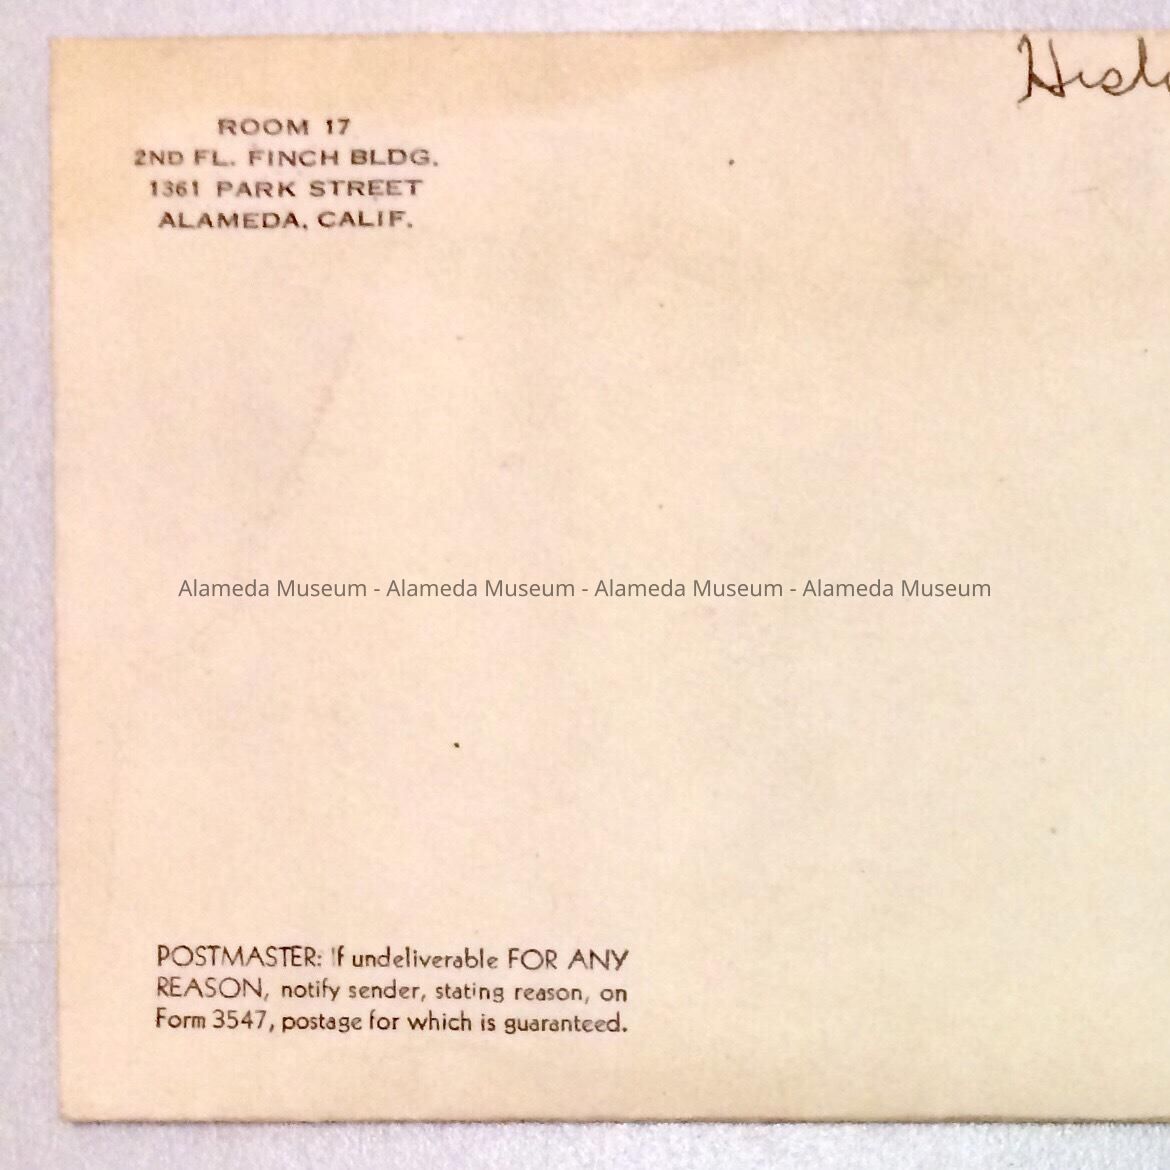 ROOM 17
2ND FL. FINCH BLDG.
1361 PARK STREET
ALAMEDA, CALIF.
Alameda Museum - Alameda Museum - Alameda Museum - Alameda Museum
POSTMASTER: If undeliverable FOR ANY
REASON, notify sender, stating reason, on
Form 3547, postage for which is guaranteed.